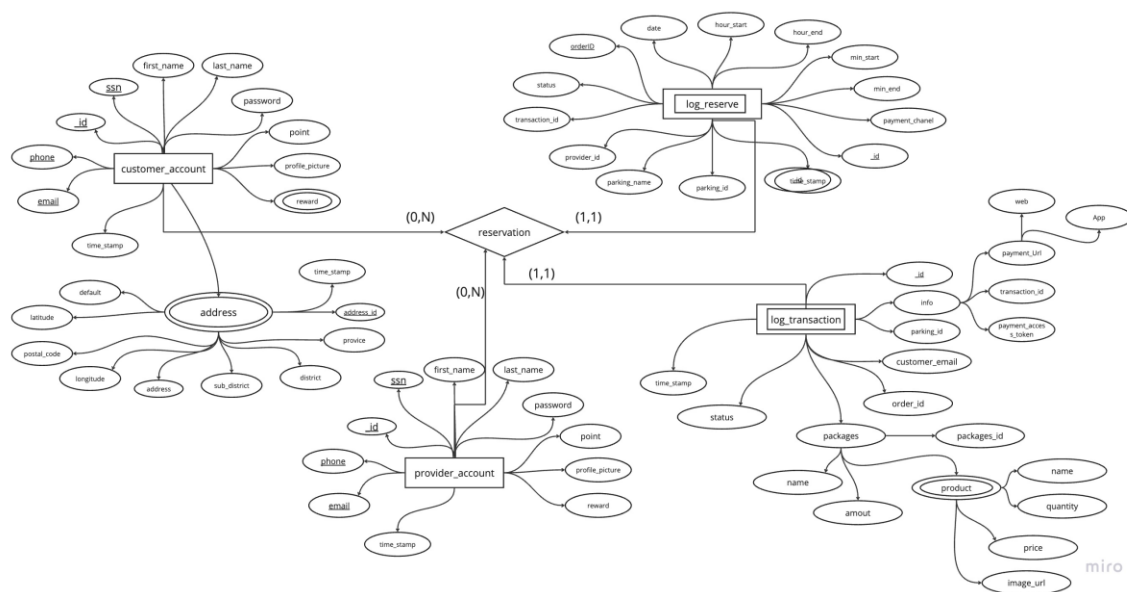 date
hour_start
hour_end
orderID
min_start
first_name
last_name
ssn
status
log_reserve
min_end
password
_id
transaction_id
payment_chanel
point
phone
customer_account
profile_picture
provider_id
_id
email
reward
parking_name
parking_id
time_stamp
(0,N)
reservation
(1,1)
web
App
time_stamp
payment_Url
(1,1)
_id
time_stamp
default
(0,N)
info
transaction_id
latitude
address
address_id
log_transaction
parking_id
payment_acces
s_token
postal_code
provice
customer_email
longitude
district
address
sub_district
first_name
last_name
ssn
time_stamp
order_id
password
status
_id
point
packages
packages_id
phone
provider_account
profile_picture
name
name
product
email
reward
amout
quantity
time_stamp
price
image_url
miro